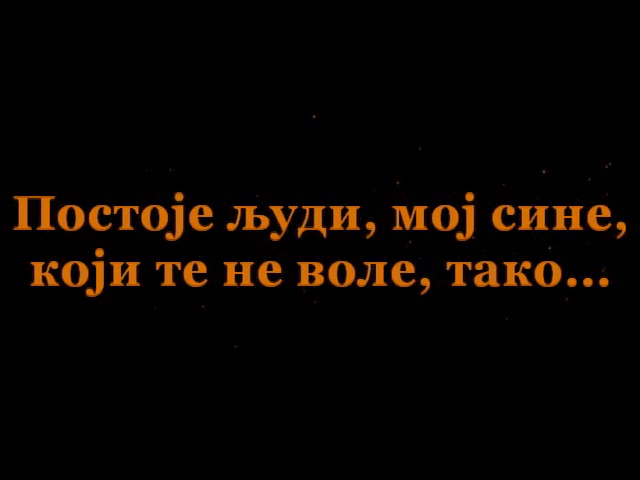 Постоје људи, мој сине,
који те не воле, тако...